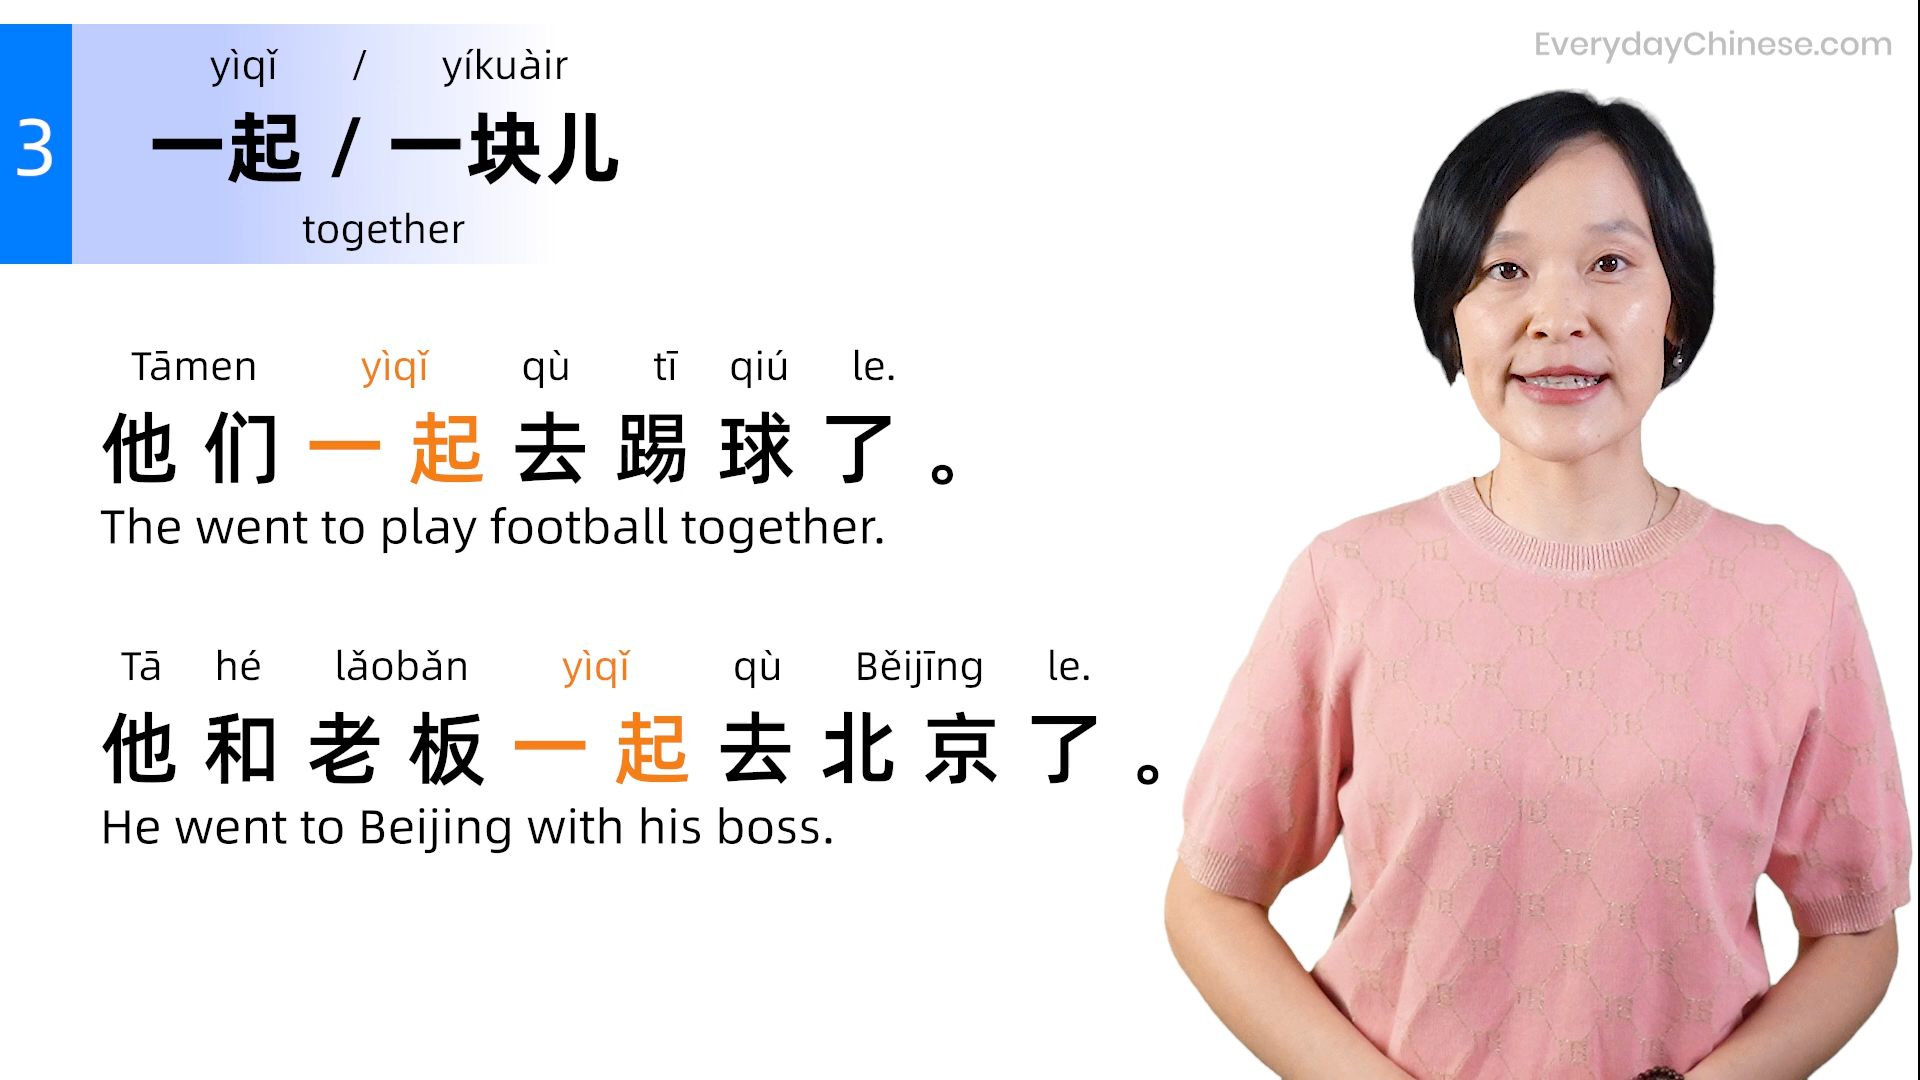 EverydayChinese.com
3
yìqǐ / yíkuàir
一起 / 一块儿
together
Tāmen yìqǐ qù tī qiú le.
他们一起去踢球了。
The went to play football together.
Tā hé lǎobǎn yìqǐ qù Běijīng le.
他和老板一起去北京了。
He went to Beijing with his boss.